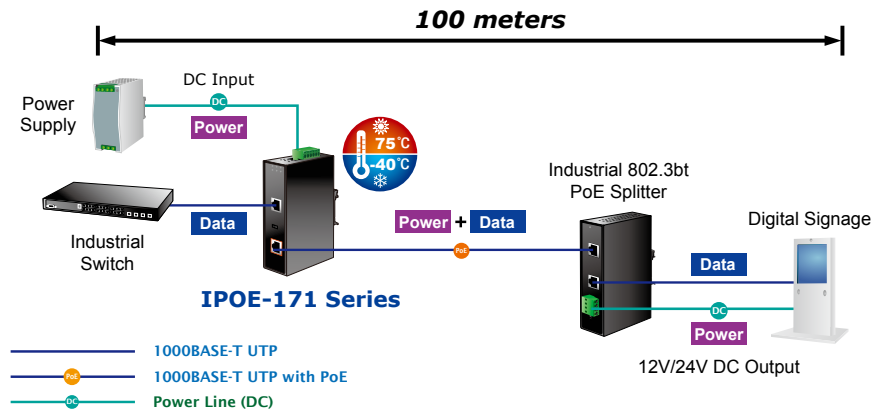 100 meters
DC Input
DC
Power
Power
Supply
75°C
-40°C
Industrial 802.3bt
PoE Splitter
Digital Signage
Data
Industrial
Switch
Power + Data
PoE
Data
IPOE-171 Series
DC
Power
12V/24V DC Output
1000BASE-T UTP
PoE
1000BASE-T UTP with PoE
DC
Power Line (DC)